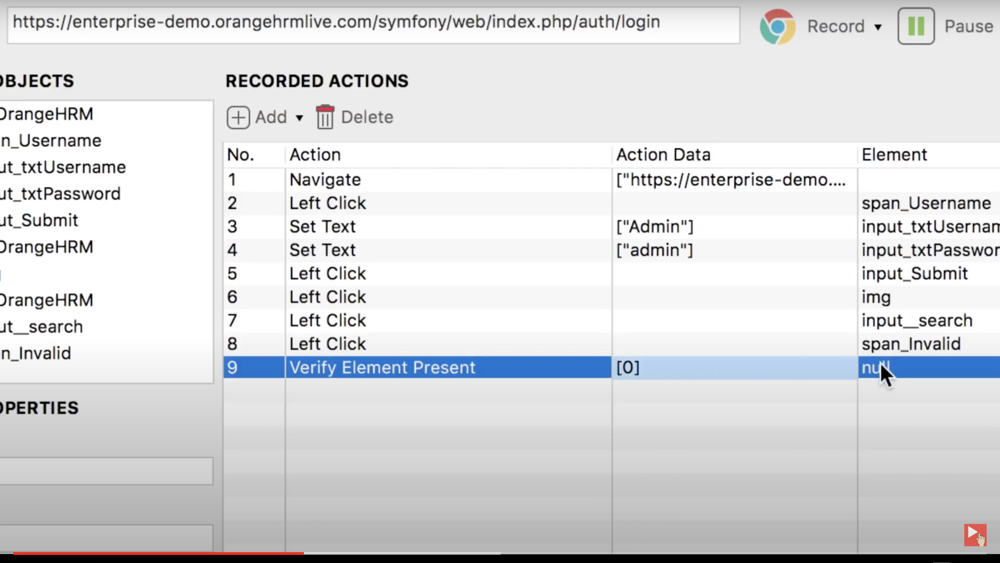 https://enterprise-demo.orangehrmlive.com/symfony/web/index.php/auth/login
Record
Pause
OBJECTS
OrangeHRM
n_Username
ut_txtUsername
ut_txtPassword
ut_Submit
OrangeHRM
OrangeHRM
ut__search
n_Invalid
OPERTIES
RECORDED ACTIONS
Add
Delete
No. Action Action Data Element
1 Navigate ["https://enterprise-demo....
2 Left Click span_Username
3 Set Text ["Admin"] input_txtUsernam
4 Set Text ["admin"] input_txtPasswor
5 Left Click input_Submit
6 Left Click img
7 Left Click input__search
8 Left Click span_Invalid
9 Verify Element Present [0] null